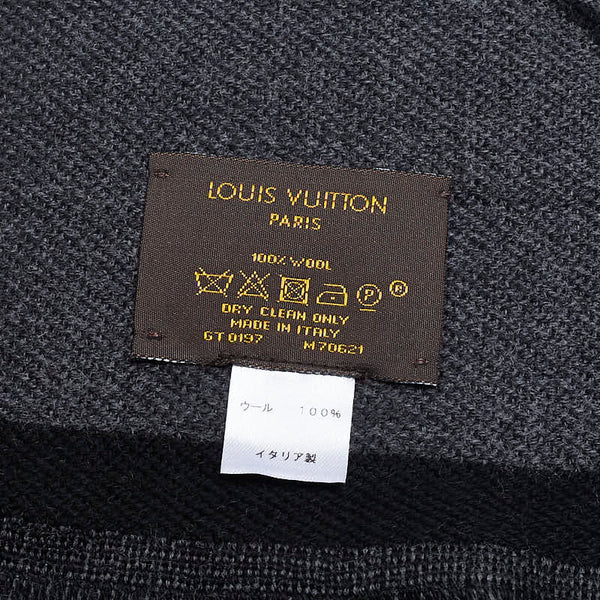 LOUIS VUITTON
PARIS
100% WOOL
P ®
DRY CLEAN ONLY
MADE IN ITALY
GT0197 M70621
ウール 100%
イタリア製